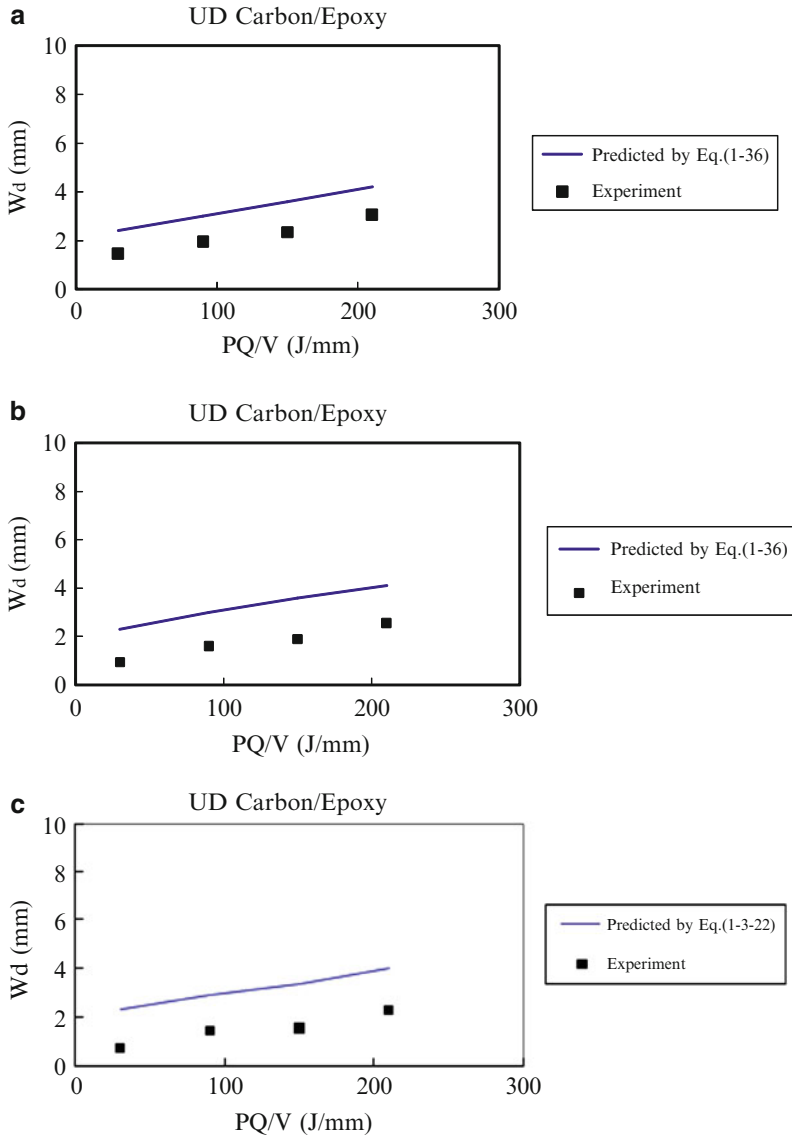 a
UD Carbon/Epoxy
10
8
6
4
2
0
Wd (mm)
0 100 200 300
PQ/V (J/mm)
Predicted by Eq.(1-36)
Experiment
b
UD Carbon/Epoxy
10
8
6
4
2
0
Wd (mm)
0 100 200 300
PQ/V (J/mm)
Predicted by Eq.(1-36)
Experiment
c
UD Carbon/Epoxy
10
8
6
4
2
0
Wd (mm)
0 100 200 300
PQ/V (J/mm)
Predicted by Eq.(1-3-22)
Experiment